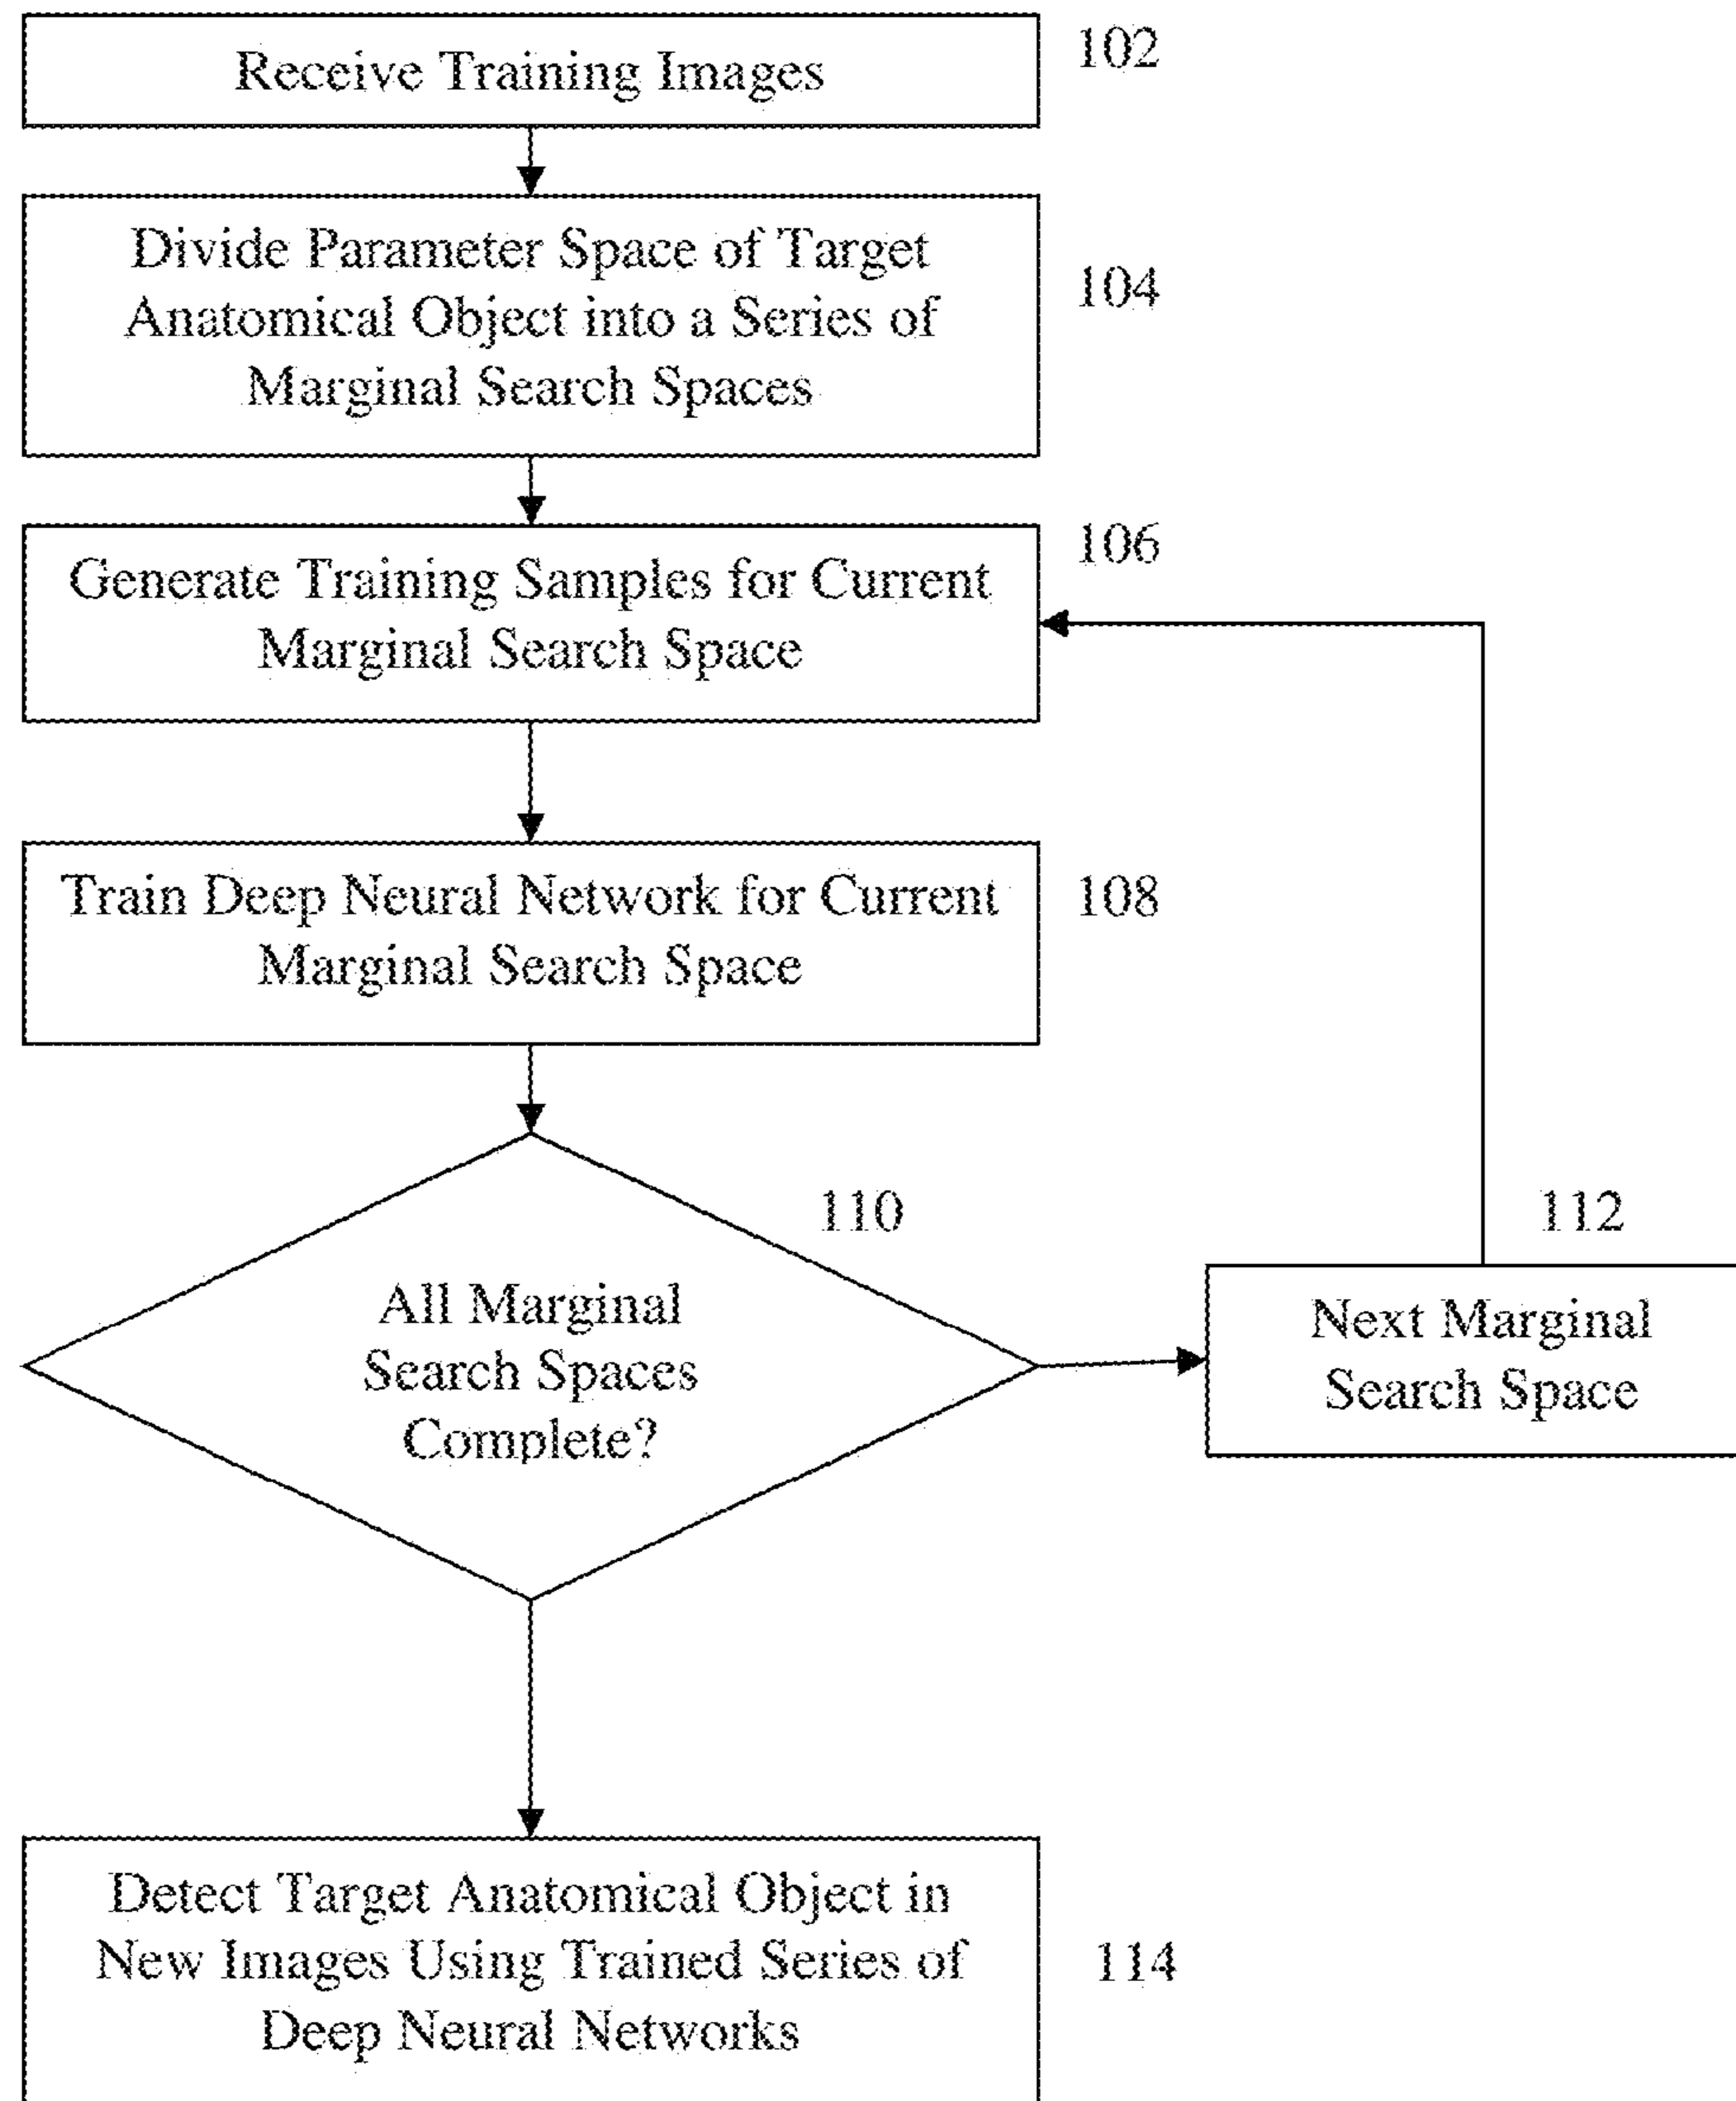 Receive Training Images
102
Divide Parameter Space of Target
Anatomical Object into a Series of
Marginal Search Spaces
104
Generate Training Samples for Current
Marginal Search Space
106
Train Deep Neural Network for Current
Marginal Search Space
108
All Marginal
Search Spaces
Complete?
110
Next Marginal
Search Space
112
Detect Target Anatomical Object in
New Images Using Trained Series of
Deep Neural Networks
114